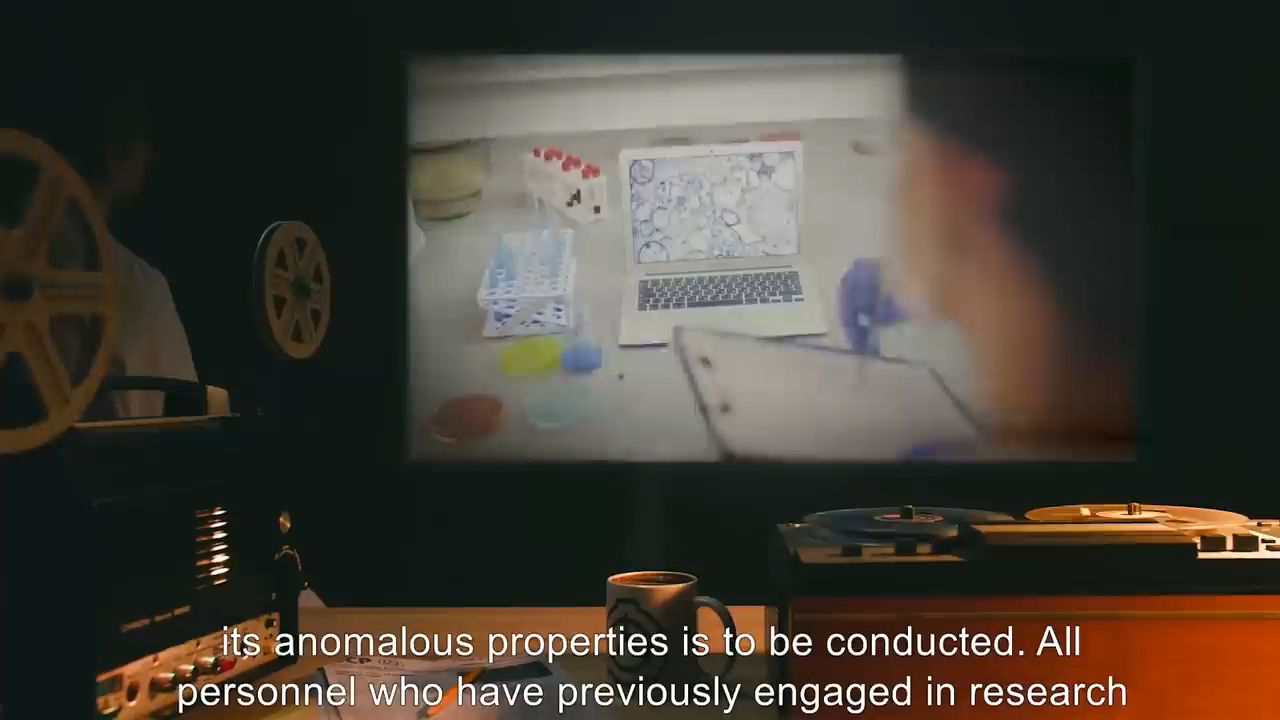 its anomalous properties is to be conducted. All
personnel who have previously engaged in research